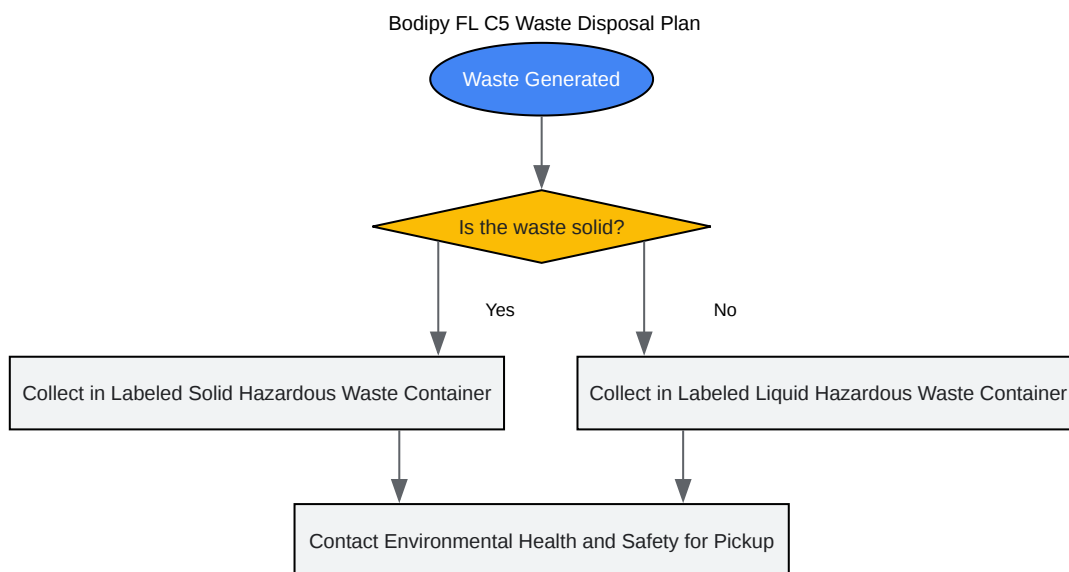 Bodipy FL C5 Waste Disposal Plan
Waste Generated
Is the waste solid?
Yes
No
Collect in Labeled Solid Hazardous Waste Container
Collect in Labeled Liquid Hazardous Waste Container
Contact Environmental Health and Safety for Pickup